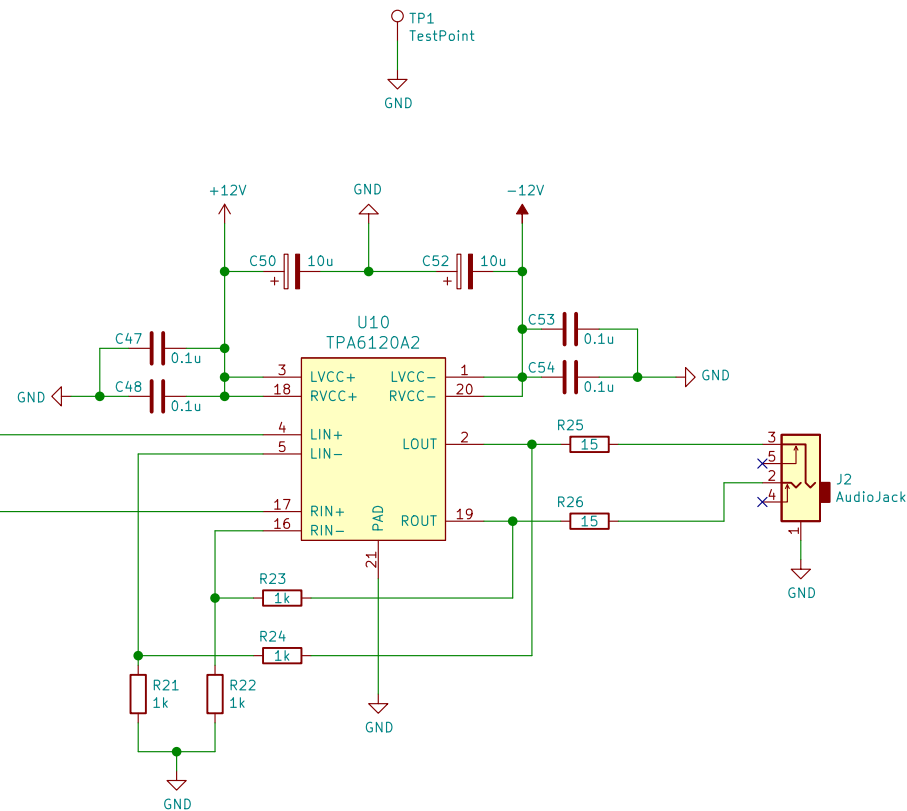 TP1
TestPoint
GND
+12V
GND
-12V
C50
10u
C52
10u
+
+
U10
TPA6120A2
C53
0.1u
C47
0.1u
C54
0.1u
GND
C48
0.1u
GND
3
LVCC+
LVCC-
1
18
RVCC+
RVCC-
20
4
LIN+
5
LIN-
LOUT
2
17
RIN+
16
RIN-
ROUT
19
PAD
21
R25
15
R26
15
3
5
2
4
1
J2
AudioJack
GND
R23
1k
R24
1k
R21
1k
R22
1k
GND
GND